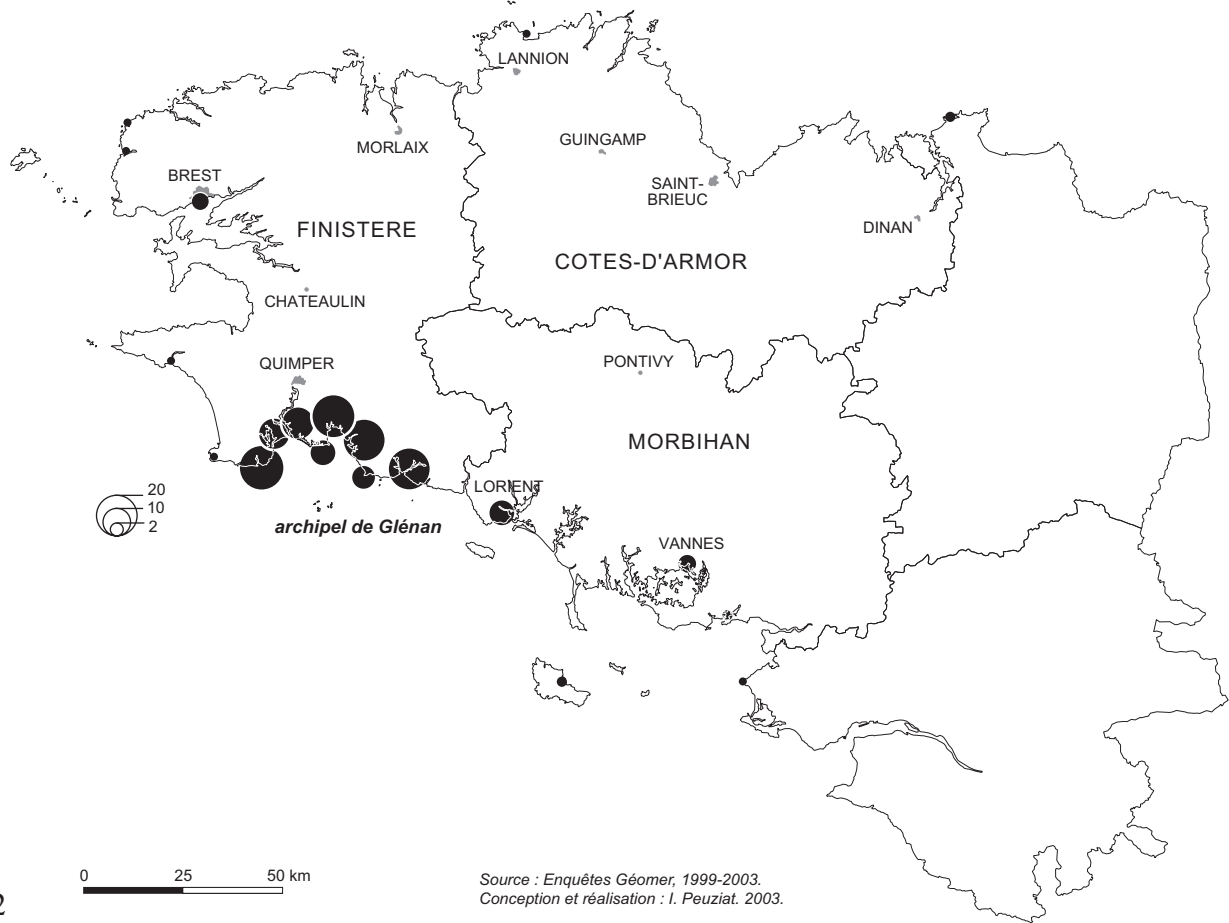 LANNION
MORLAIX
GUINGAMP
BREST
SAINT-
BRIEUC
DINAN
FINISTERE
COTES-D'ARMOR
CHATEAULIN
QUIMPER
PONTIVY
MORBIHAN
LORIENT
20
10
2
archipel de Glénan
VANNES
0 25 50 km
Source : Enquêtes Géomer, 1999-2003.
Conception et réalisation : I. Peuziat. 2003.
2